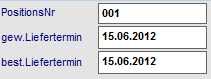 PositionsNr 001
gew.Liefertermin 15.06.2012
best.Liefertermin 15.06.2012